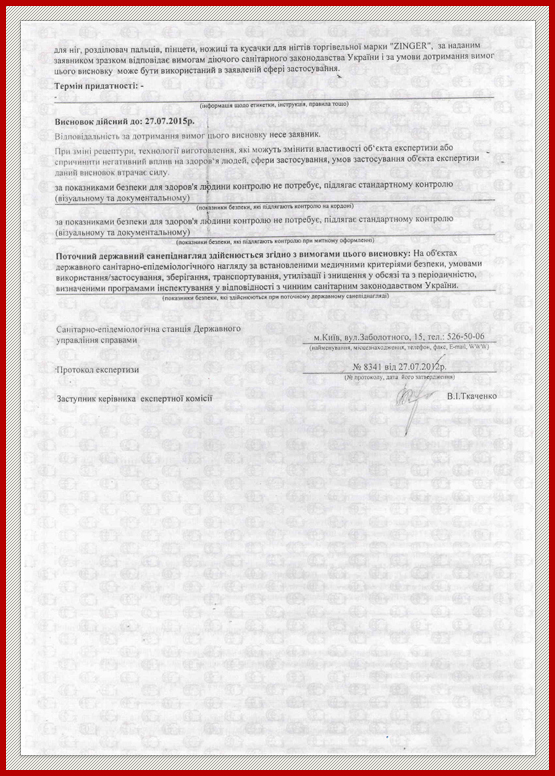 для ніг, розділювач пальців, пінцети, ножиці та кусачки для нігтів торгівельної марки "ZINGER", за наданим
заявником зразком відповідає вимогам діючого санітарного законодавства України і за умови дотримання вимог
цього висновку може бути використаний в заявленій сфері застосування.
Термін придатності: -
-
(інформація щодо етикетки, інструкція, правила тощо)
Висновок дійсний до: 27.07.2015р.
Відповідальність за дотримання вимог цього висновку несе заявник.
При зміні рецептури, технології виготовлення, які можуть змінити властивості об'єкта експертизи або
спричинити негативний вплив на здоров'я людей, сфери застосування, умов застосування об'єкта експертизи
даний висновок втрачає силу.
за показниками безпеки для здоров'я людини контролю не потребує, підлягає стандартному контролю
(візуальному та документальному)
(показники безпеки, які підлягають контролю на кордоні)
за показниками безпеки для здоров'я людини контролю не потребує, підлягає стандартному контролю
(візуальному та документальному)
(показники безпеки, які підлягають контролю при митному оформленні)
Поточний державний санепіднагляд здійснюється згідно з вимогами цього висновку: На об'єктах
державного санітарно-епідеміологічного нагляду за встановленими медичними критеріями безпеки, умовами
використання/застосування, зберігання, транспортування, утилізації і знищення у обсязі та з періодичністю,
визначеними програмами інспектування у відповідності з чинним санітарним законодавством України.
(показники безпеки, які здійснюються при поточному державному санепіднагляді)
Санітарно-епідеміологічна станція Державного
управління справами
м.Київ, вул.Заболотного, 15, тел.: 526-50-06
(найменування, місцезнаходження, телефон, факс, E-mail, WWW)
Протокол експертизи
№ 8341 від 27.07.2012р.
(№ протоколу, дата його затвердження)
Заступник керівника експертної комісії
В.І.Ткаченко